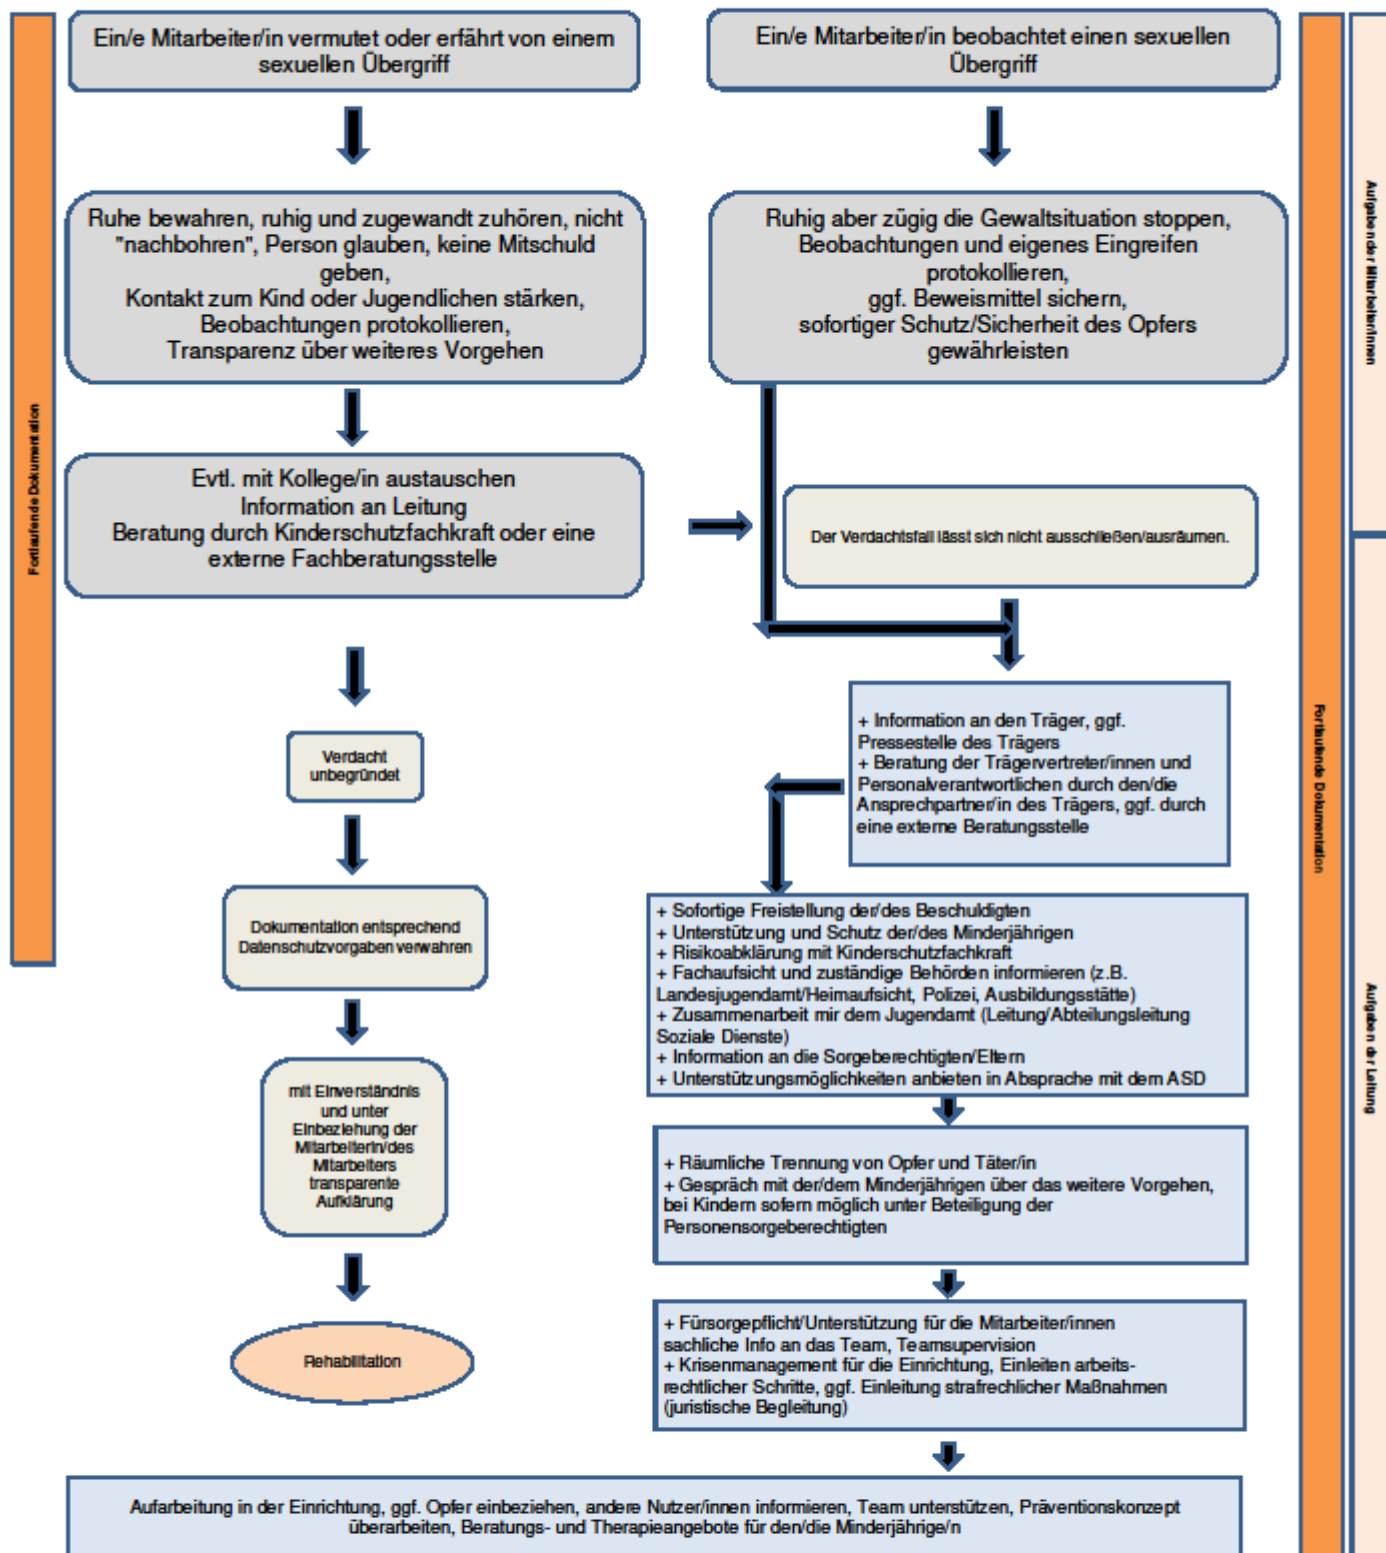 Ein/e Mitarbeiter/in vermutet oder erfährt von einem
sexuellen Übergriff
Ein/e Mitarbeiter/in beobachtet einen sexuellen
Übergriff
Ruhe bewahren, ruhig und zugewandt zuhören, nicht
"nachbohren", Person glauben, keine Mitschuld
geben,
Kontakt zum Kind oder Jugendlichen stärken,
Beobachtungen protokollieren,
Transparenz über weiteres Vorgehen
Ruhig aber zügig die Gewaltsituation stoppen,
Beobachtungen und eigenes Eingreifen
protokollieren,
ggf. Beweismittel sichern,
sofortiger Schutz/Sicherheit des Opfers
gewährleisten
Evtl. mit Kollege/in austauschen
Information an Leitung
Beratung durch Kinderschutzfachkraft oder eine
externe Fachberatungsstelle
Der Verdachtsfall lässt sich nicht ausschließen/ausräumen.
Verdacht
unbegründet
+ Information an den Träger, ggf.
Pressestelle des Trägers
+ Beratung der Trägervertreter/innen und
Personalverantwortlichen durch den/die
Ansprechpartner/in des Trägers, ggf. durch
eine externe Beratungsstelle
Dokumentation entsprechend
Datenschutzvorgaben verwahren
+ Sofortige Freistellung der/des Beschuldigten
+ Unterstützung und Schutz der/des Minderjährigen
+ Risikoabklärung mit Kinderschutzfachkraft
+ Fachaufsicht und zuständige Behörden informieren (z.B.
Landesjugendamt/Heimaufsicht, Polizei, Ausbildungsstätte)
+ Zusammenarbeit mir dem Jugendamt (Leitung/Abteilungsleitung
Soziale Dienste)
+ Information an die Sorgeberechtigten/Eltern
+ Unterstützungsmöglichkeiten anbieten in Absprache mit dem ASD
mit Einverständnis
und unter
Einbeziehung der
Mitarbeiterin/des
Mitarbeiters
transparente
Aufklärung
+ Räumliche Trennung von Opfer und Täter/in
+ Gespräch mit der/dem Minderjährigen über das weitere Vorgehen,
bei Kindern sofern möglich unter Beteiligung der
Personensorgeberechtigten
Rehabilitation
+ Fürsorgepflicht/Unterstützung für die Mitarbeiter/innen
sachliche Info an das Team, Teamsupervision
+ Krisenmanagement für die Einrichtung, Einleiten arbeits-
rechtlicher Schritte, ggf. Einleitung strafrechlicher Maßnahmen
(juristische Begleitung)
Aufarbeitung in der Einrichtung, ggf. Opfer einbeziehen, andere Nutzer/innen informieren, Team unterstützen, Präventionskonzept
überarbeiten, Beratungs- und Therapieangebote für den/die Minderjährige/n
Fortlaufende Dokumentation
Fortlaufende Dokumentation
Aufgaben der Mitarbeiter/innen
Aufgaben der Leitung